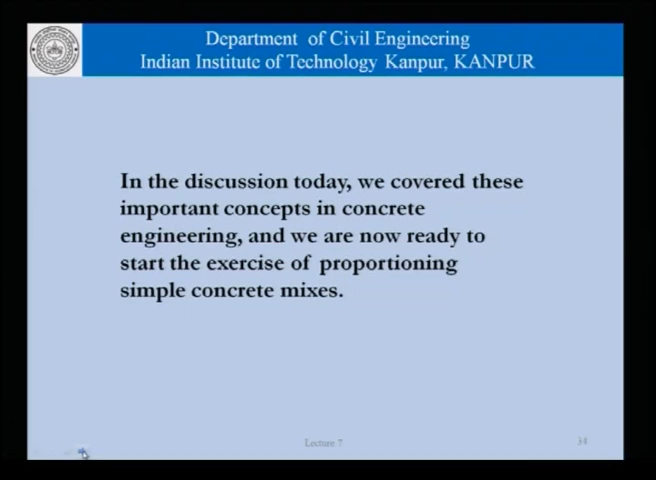 Department of Civil Engineering
Indian Institute of Technology Kanpur, KANPUR
In the discussion today, we covered these
important concepts in concrete
engineering, and we are now ready to
start the exercise of proportioning
simple concrete mixes.
Lecture 7
34